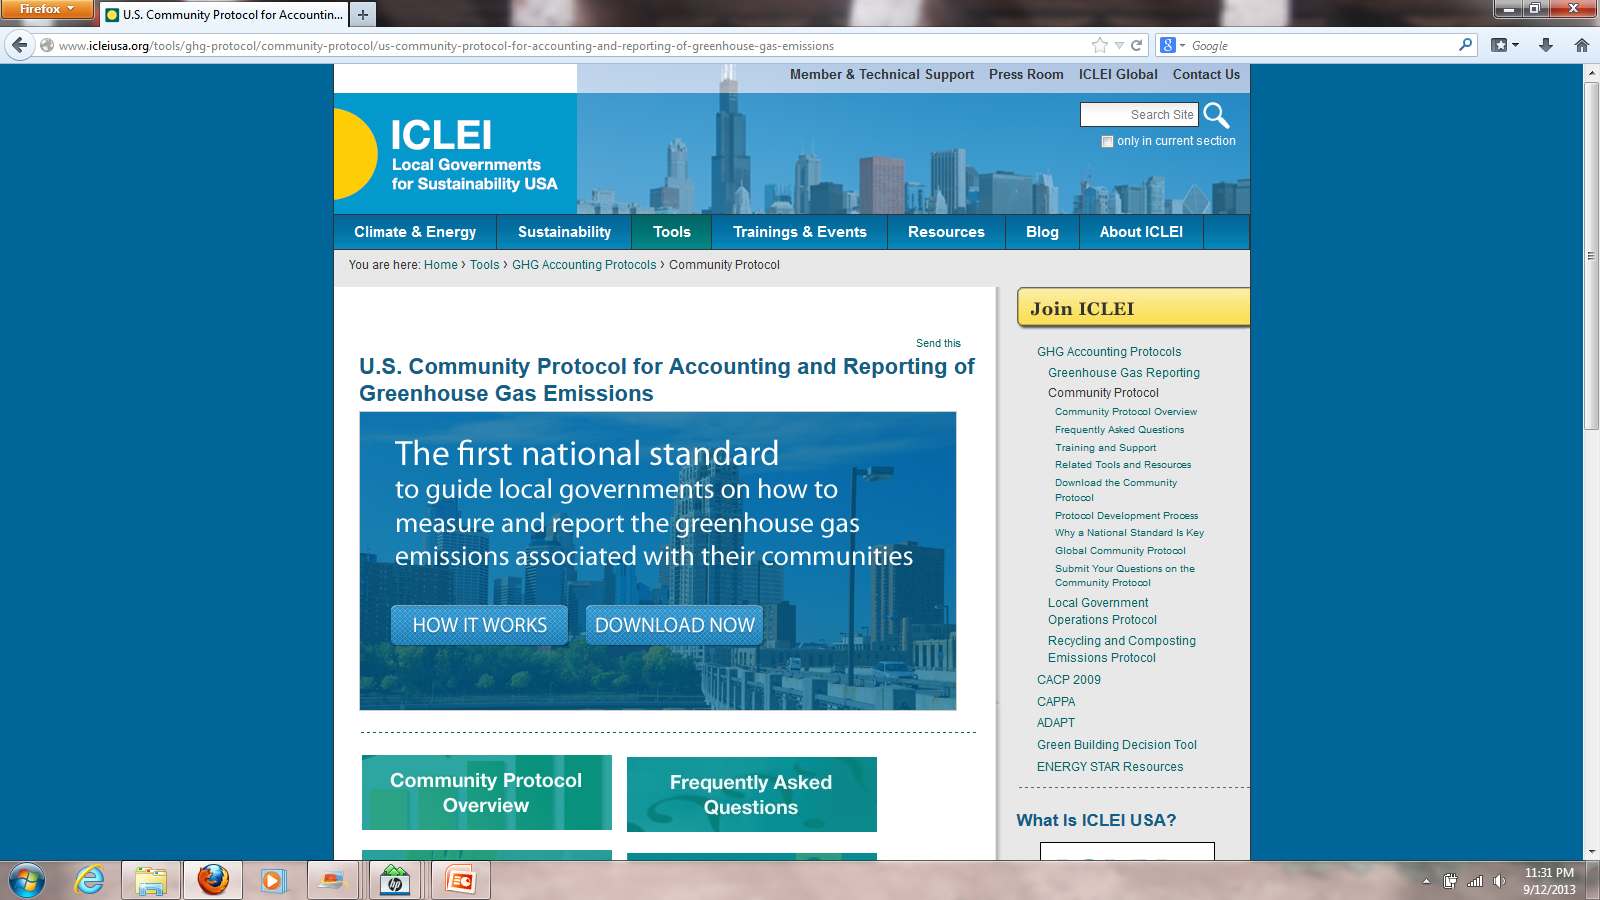 Firefox
U.S. Community Protocol for Accountin...
www.icleiusa.org/tools/ghg-protocol/community-protocol/us-community-protocol-for-accounting-and-reporting-of-greenhouse-gas-emissions
Google
Member & Technical Support Press Room ICLEI Global Contact Us
Search Site
only in current section
ICLEI
Local Governments
for Sustainability USA
Climate & Energy Sustainability Tools Trainings & Events Resources Blog About ICLEI
You are here: Home › Tools › GHG Accounting Protocols › Community Protocol
Send this
U.S. Community Protocol for Accounting and Reporting of
Greenhouse Gas Emissions
The first national standard
to guide local governments on how to
measure and report the greenhouse gas
emissions associated with their communities
HOW IT WORKS DOWNLOAD NOW
Community Protocol
Overview
Frequently Asked
Questions
Join ICLEI
GHG Accounting Protocols
Greenhouse Gas Reporting
Community Protocol
Community Protocol Overview
Frequently Asked Questions
Training and Support
Related Tools and Resources
Download the Community
Protocol
Protocol Development Process
Why a National Standard Is Key
Global Community Protocol
Submit Your Questions on the
Community Protocol
Local Government
Operations Protocol
Recycling and Composting
Emissions Protocol
CACP 2009
CAPPA
ADAPT
Green Building Decision Tool
ENERGY STAR Resources
What Is ICLEI USA?
11:31 PM
9/12/2013